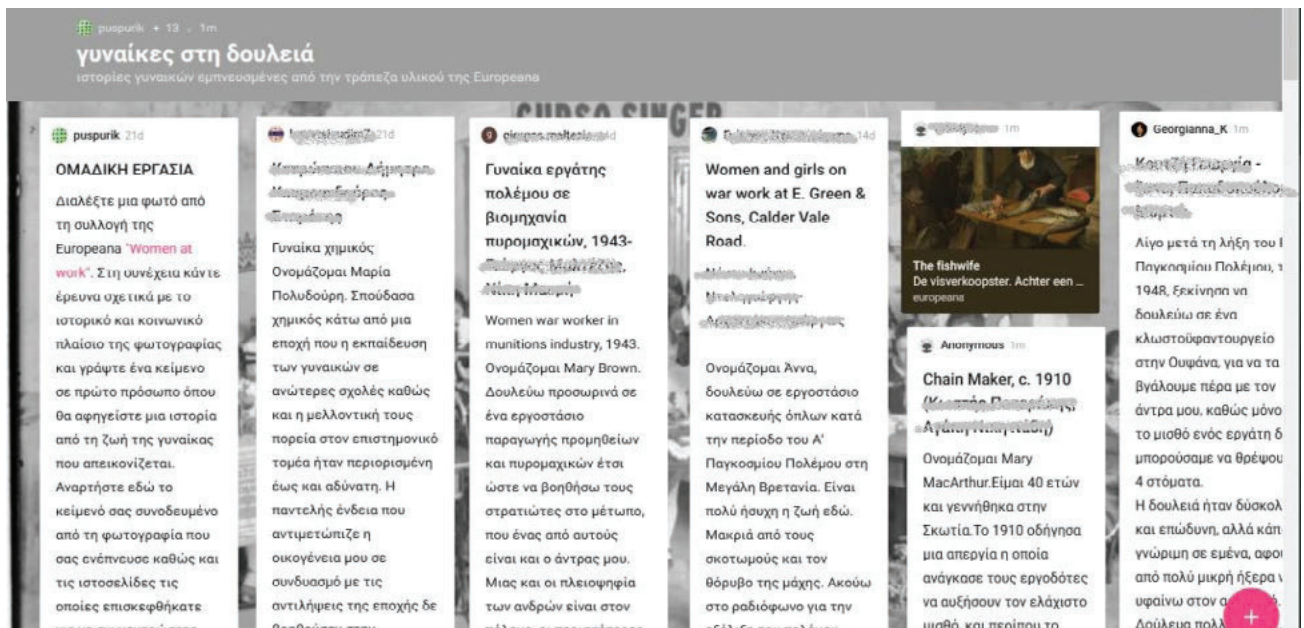 puspurik + 13 . 1m
γυναίκες στη δουλειά
ιστορίες γυναικών εμπνευσμένες από την τράπεζα υλικού της Europeana
CURSO SINGER
puspurik 21d
ΟΜΑΔΙΚΗ ΕΡΓΑΣΙΑ
Διαλέξτε μια φωτό από
τη συλλογή της
Europeana "Women at
work". Στη συνέχεια κάντε
έρευνα σχετικά με το
ιστορικό και κοινωνικό
πλαίσιο της φωτογραφίας
και γράψτε ένα κείμενο
σε πρώτο πρόσωπο όπου
θα αφηγείστε μια ιστορία
από τη ζωή της γυναίκας
που απεικονίζεται.
Αναρτήστε εδώ το
κείμενό σας συνοδευμένο
από τη φωτογραφία που
σας ενέπνευσε καθώς και
τις ιστοσελίδες τις
οποίες επισκεφθήκατε
21d
Γυναίκα χημικός
Ονομάζομαι Μαρία
Πολυδούρη. Σπούδασα
χημικός κάτω από μια
εποχή που η εκπαίδευση
των γυναικών σε
ανώτερες σχολές καθώς
και η μελλοντική τους
πορεία στον επιστημονικό
τομέα ήταν περιορισμένη
έως και αδύνατη. Η
παντελής ένδεια που
αντιμετώπιζε η
οικογένεια μου σε
συνδυασμό με τις
αντιλήψεις της εποχής δε
Γυναίκα εργάτης
πολέμου σε
βιομηχανία
πυρομαχικών, 1943-
Women war worker in
munitions industry, 1943.
Ονομάζομαι Mary Brown.
Δουλεύω προσωρινά σε
ένα εργοστάσιο
παραγωγής προμηθείων
και πυρομαχικών έτσι
ώστε να βοηθήσω τους
στρατιώτες στο μέτωπο,
που ένας από αυτούς
είναι και ο άντρας μου.
Μιας και οι πλειοψηφία
των ανδρών είναι στον
14d
Women and girls on
war work at E. Green &
Sons, Calder Vale
Road.
Ονομάζομαι Άννα,
δουλεύω σε εργοστάσιο
κατασκευής όπλων κατά
την περίοδο του Α'
Παγκοσμίου Πολέμου στη
Μεγάλη Βρετανία. Είναι
πολύ ήσυχη η ζωή εδώ.
Μακριά από τους
σκοτωμούς και τον
θόρυβο της μάχης. Ακούω
στο ραδιόφωνο για την
1m
The fishwife
De visverkoopster. Achter een ...
europeana
Anonymous 1m
Chain Maker, c. 1910
Ονομάζομαι Mary
MacArthur.Είμαι 40 ετών
και γεννήθηκα στην
Σκωτία.Το 1910 οδήγησα
μια απεργία η οποία
ανάγκασε τους εργοδότες
να αυξήσουν τον ελάχιστο
μισθό, και περίπου το
Georgianna_K 1m
Λίγο μετά τη λήξη του
Παγκοσμίου Πολέμου,
1948, ξεκίνησα να
δουλεύω σε ένα
κλωστοϋφαντουργείο
στην Ουψάνα, για να τα
βγάλουμε πέρα με τον
άντρα μου, καθώς μόνο
το μισθό ενός εργάτη δ
μπορούσαμε να θρέψου
4 στόματα.
Η δουλειά ήταν δύσκολ
και επώδυνη, αλλά κάπ
γνώριμη σε εμένα, αφού
από πολύ μικρή ήξερα ν
υφαίνω στον
Δούλευα